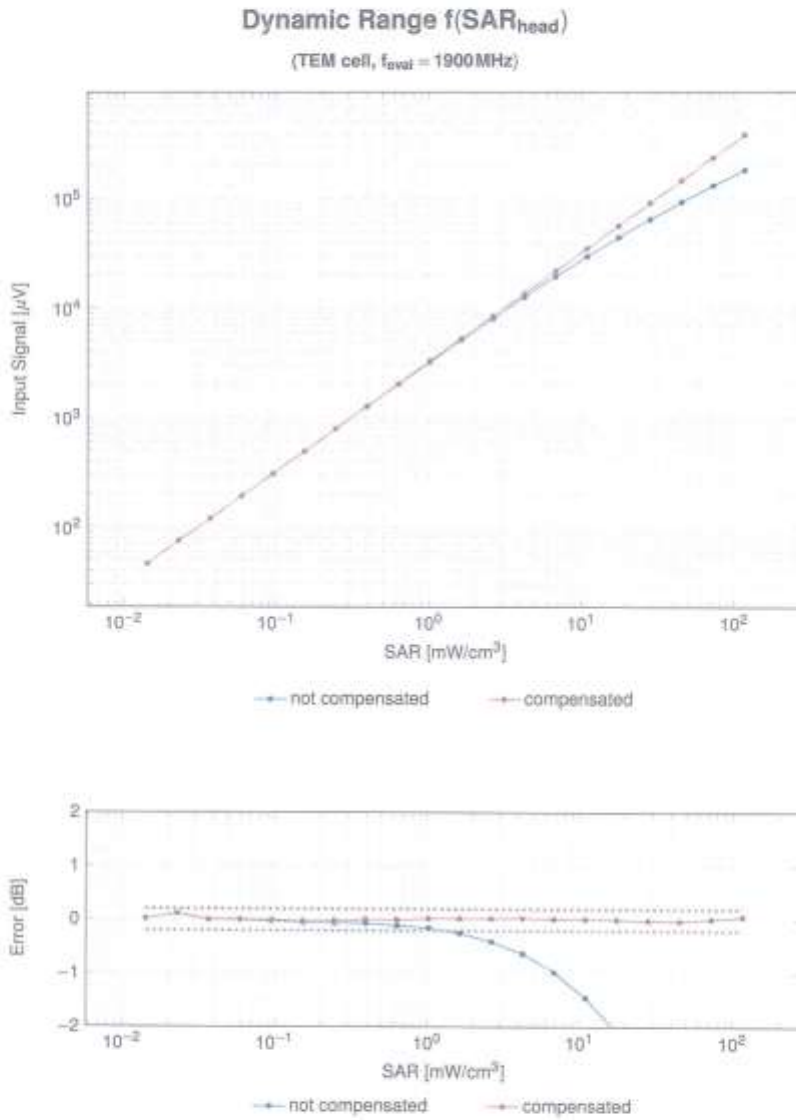 Dynamic Range f(SARhead)
(TEM cell, feval = 1900MHz)
Input Signal [µV]
10^5
10^4
10^3
10^2
10^-2 10^-1 10^0 10^1 10^2
SAR [mW/cm³]
not compensated compensated
Error [dB]
2
1
0
-1
-2
10^-2 10^-1 10^0 10^1 10^2
SAR [mW/cm³]
not compensated compensated